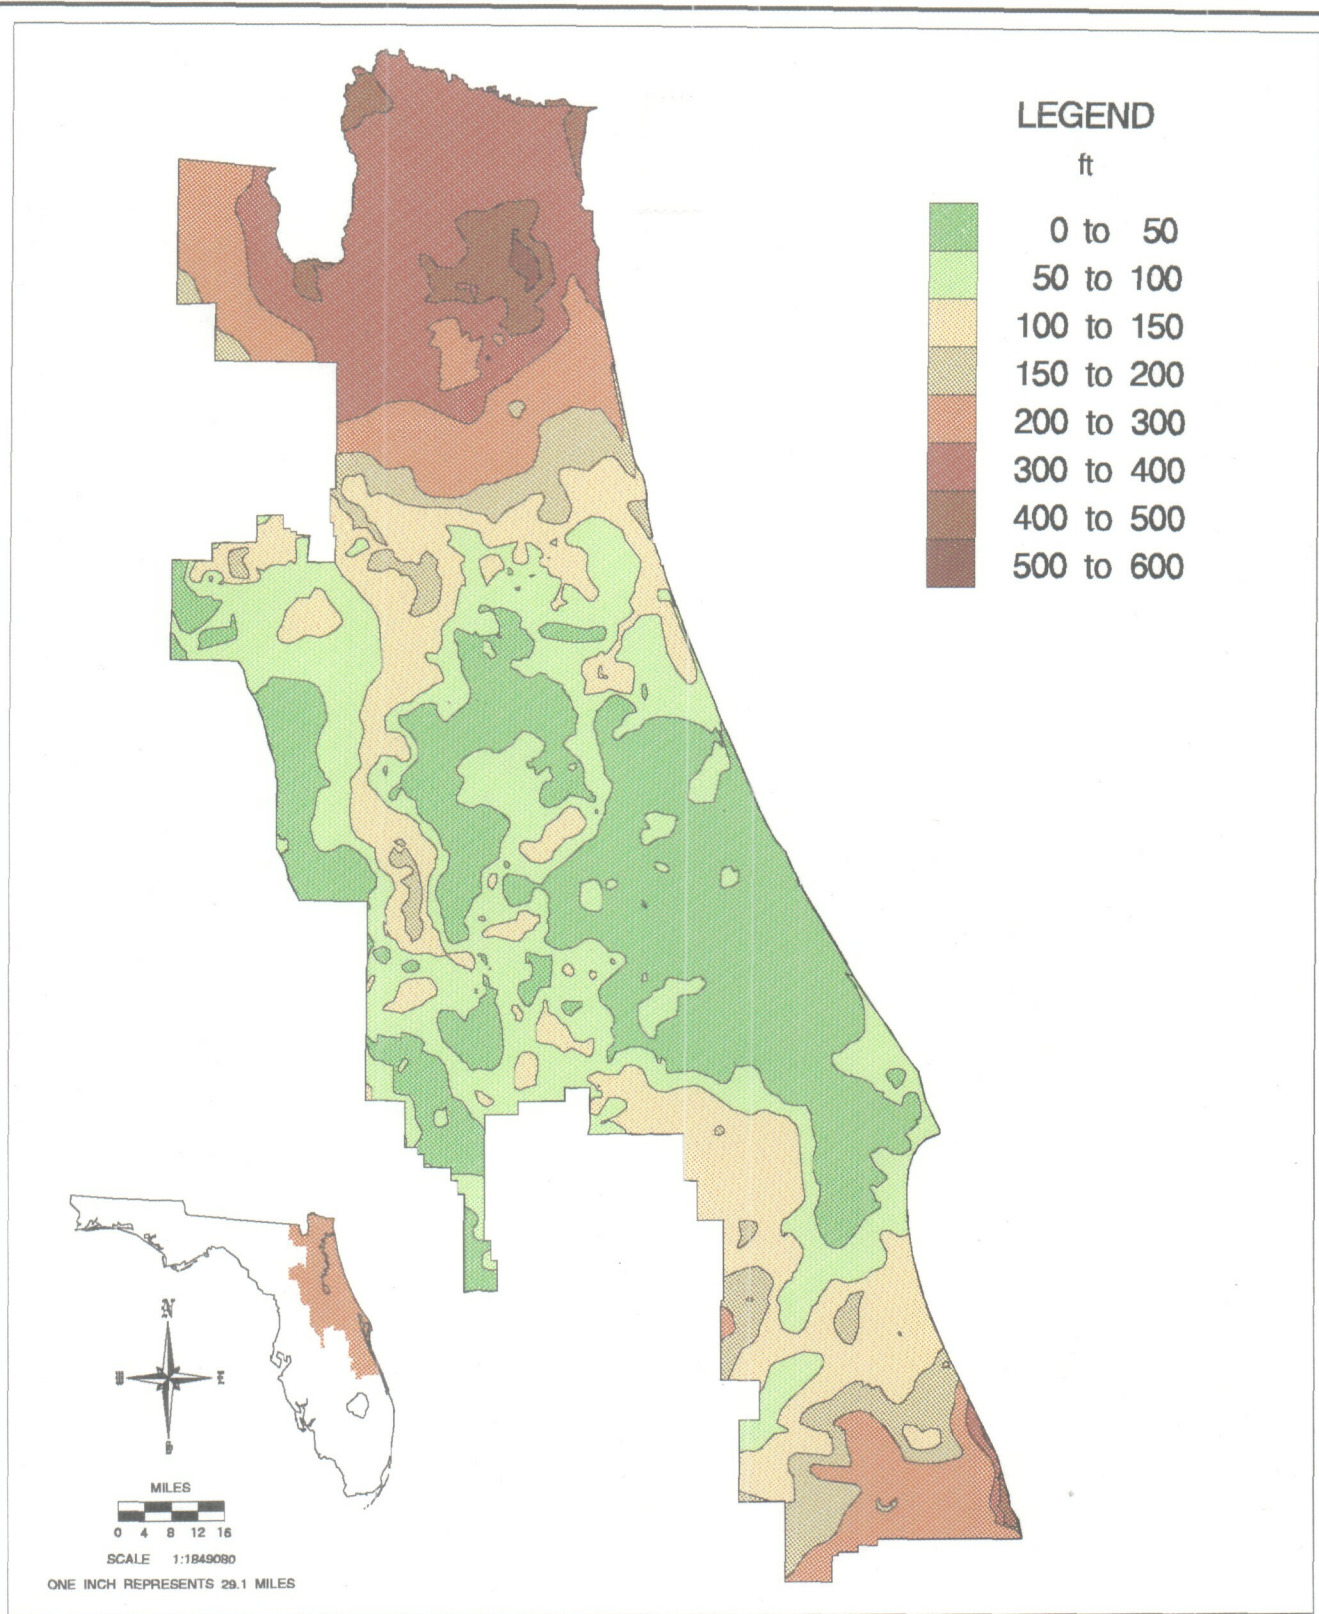 LEGEND
ft
0 to 50
50 to 100
100 to 150
150 to 200
200 to 300
300 to 400
400 to 500
500 to 600
N
MILES
0 4 8 12 16
SCALE 1:1849080
ONE INCH REPRESENTS 29.1 MILES